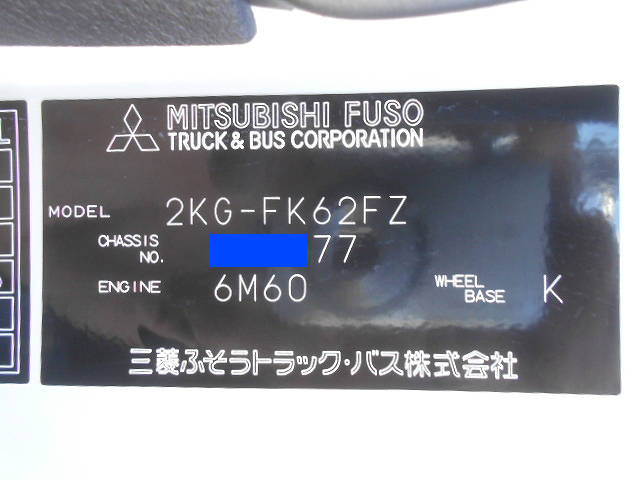 MITSUBISHI FUSO
TRUCK & BUS CORPORATION
MODEL 2KG-FK62FZ
CHASSIS NO. 77
ENGINE 6M60 WHEEL BASE K
三菱ふそうトラック・バス株式会社